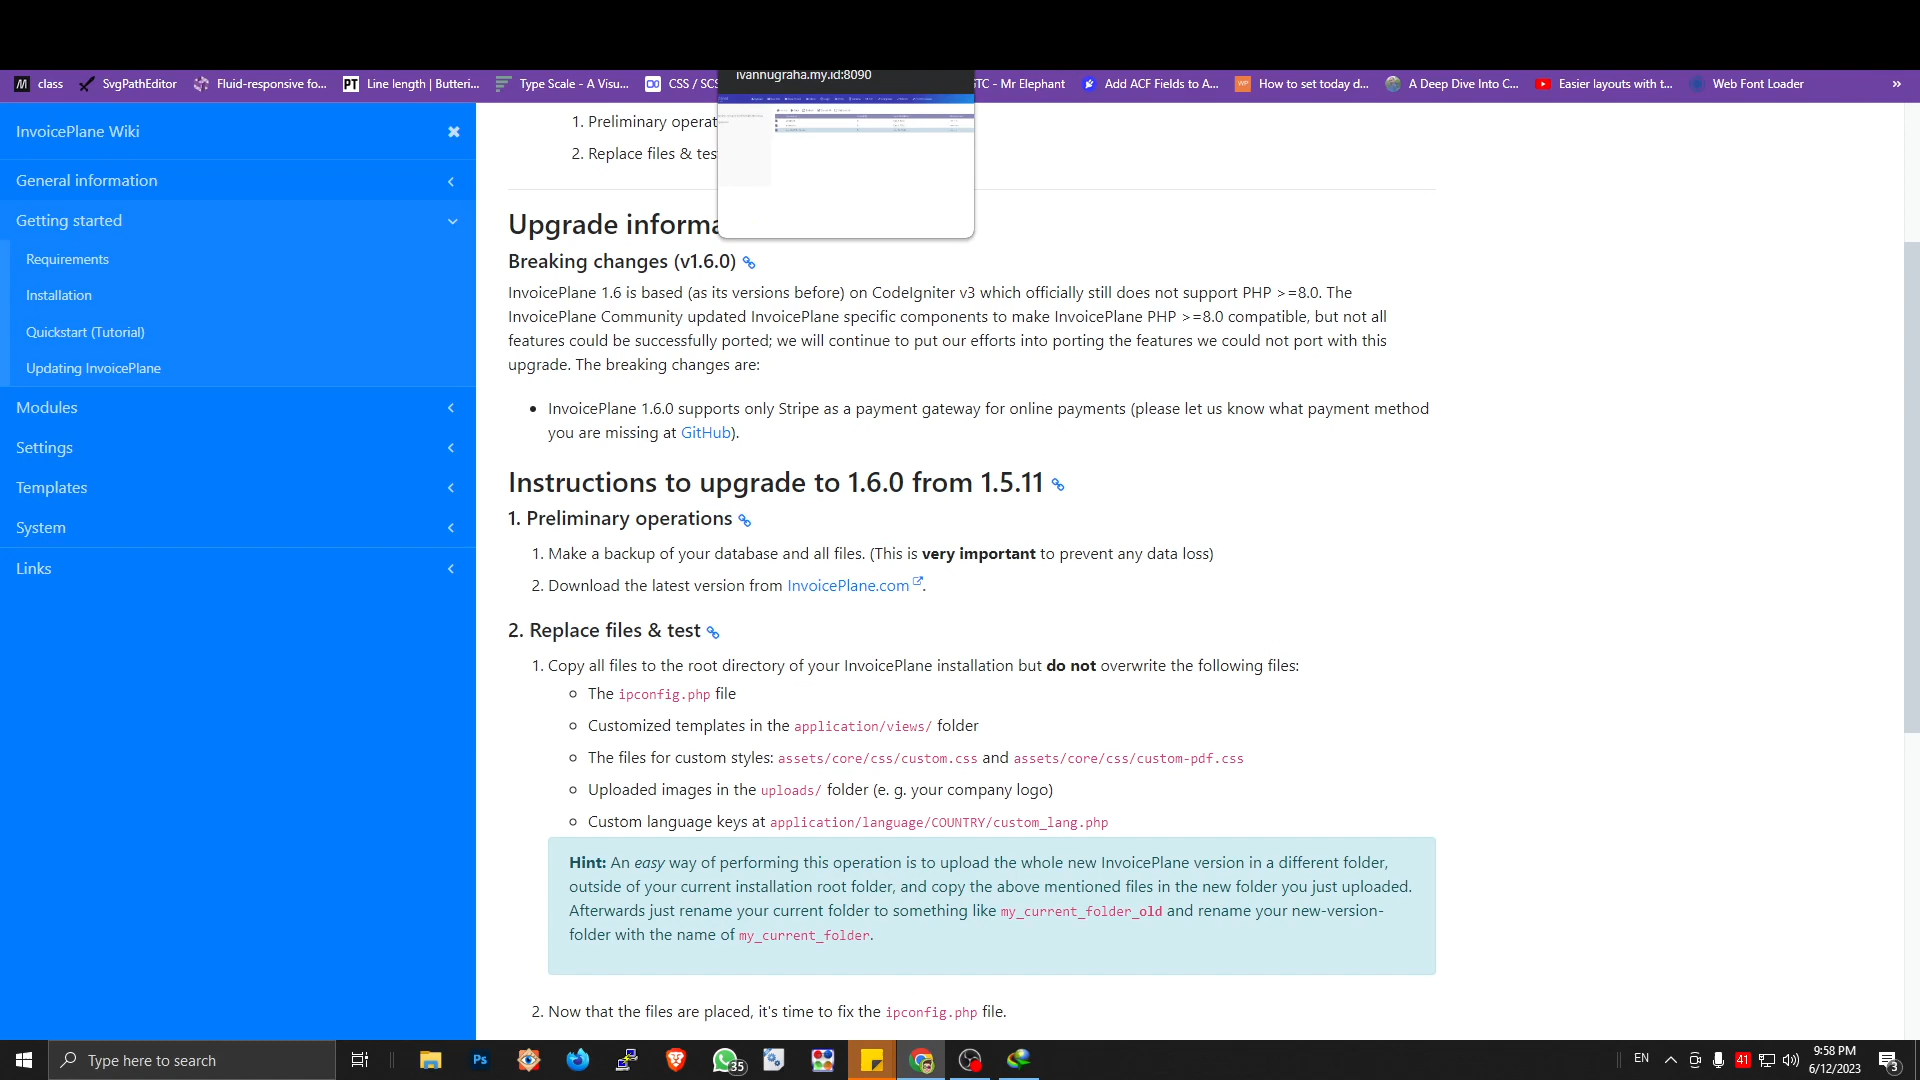 ivannugraha.my.id:8090
class
SvgPathEditor
Fluid-responsive fo...
PT Line length | Butteri...
Type Scale - A Visu...
CSS / SCS
TC - Mr Elephant
Add ACF Fields to A...
WP How to set today d...
A Deep Dive Into C...
Easier layouts with t...
Web Font Loader
»
InvoicePlane Wiki
General information
Getting started
Requirements
Installation
Quickstart (Tutorial)
Updating InvoicePlane
Modules
Settings
Templates
System
Links
1. Preliminary operat
2. Replace files & tes
Upgrade informa
Breaking changes (v1.6.0)
InvoicePlane 1.6 is based (as its versions before) on CodeIgniter v3 which officially still does not support PHP >=8.0. The
InvoicePlane Community updated InvoicePlane specific components to make InvoicePlane PHP >=8.0 compatible, but not all
features could be successfully ported; we will continue to put our efforts into porting the features we could not port with this
upgrade. The breaking changes are:
• InvoicePlane 1.6.0 supports only Stripe as a payment gateway for online payments (please let us know what payment method
you are missing at GitHub).
Instructions to upgrade to 1.6.0 from 1.5.11
1. Preliminary operations
1. Make a backup of your database and all files. (This is very important to prevent any data loss)
2. Download the latest version from InvoicePlane.com.
2. Replace files & test
1. Copy all files to the root directory of your InvoicePlane installation but do not overwrite the following files:
The ipconfig.php file
Customized templates in the application/views/ folder
The files for custom styles: assets/core/css/custom.css and assets/core/css/custom-pdf.css
Uploaded images in the uploads/ folder (e. g. your company logo)
Custom language keys at application/language/COUNTRY/custom_lang.php
Hint: An easy way of performing this operation is to upload the whole new InvoicePlane version in a different folder,
outside of your current installation root folder, and copy the above mentioned files in the new folder you just uploaded.
Afterwards just rename your current folder to something like my_current_folder_old and rename your new-version-
folder with the name of my_current_folder.
2. Now that the files are placed, it's time to fix the ipconfig.php file.
Type here to search
Ps
35
41
EN
9:58 PM
6/12/2023
3